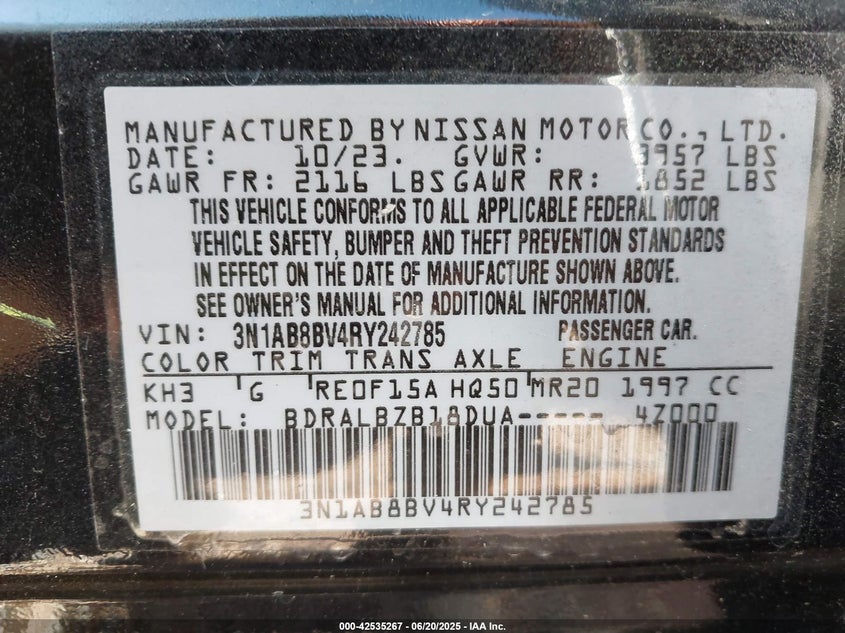 MANUFACTURED BY NISSAN MOTOR CO., LTD.
DATE: 10/23. GVWR: 3957 LBS
GAWR FR: 2116 LBS GAWR RR: 1852 LBS
THIS VEHICLE CONFORMS TO ALL APPLICABLE FEDERAL MOTOR
VEHICLE SAFETY, BUMPER AND THEFT PREVENTION STANDARDS
IN EFFECT ON THE DATE OF MANUFACTURE SHOWN ABOVE.
SEE OWNER'S MANUAL FOR ADDITIONAL INFORMATION.
VIN: 3N1AB8BV4RY242785 PASSENGER CAR.
COLOR TRIM TRANS AXLE ENGINE
KH3 G RE0F15A HQ50 MR20 1997 CC
MODEL: BDRALBZB18DUA----- 4Z000
3N1AB8BV4RY242785
000-42535267 - 06/20/2025 - IAA Inc.